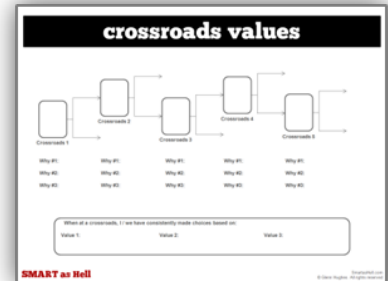 crossroads values
Crossroads 1
Crossroads 2
Crossroads 3
Crossroads 4
Crossroads 5
Why #1: Why #1: Why #1: Why #1: Why #1:
Why #2: Why #2: Why #2: Why #2: Why #2:
Why #3: Why #3: Why #3: Why #3: Why #3:
When at a crossroads, I / we have consistently made choices based on:
Value 1: Value 2: Value 3:
SMART as Hell
All rights reserved